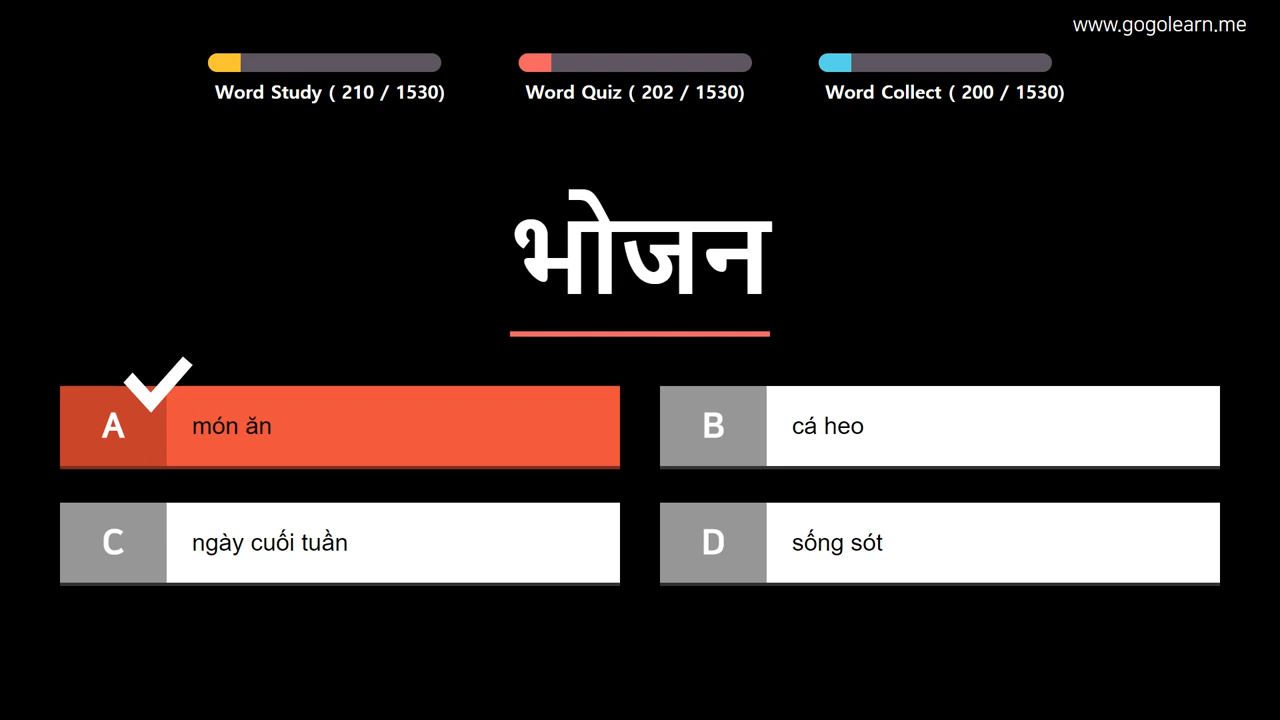 www.gogolearn.me
Word Study ( 210 / 1530)
Word Quiz ( 202 / 1530)
Word Collect ( 200 / 1530)
भोजन
A món ăn
B cá heo
C ngày cuối tuần
D sống sót